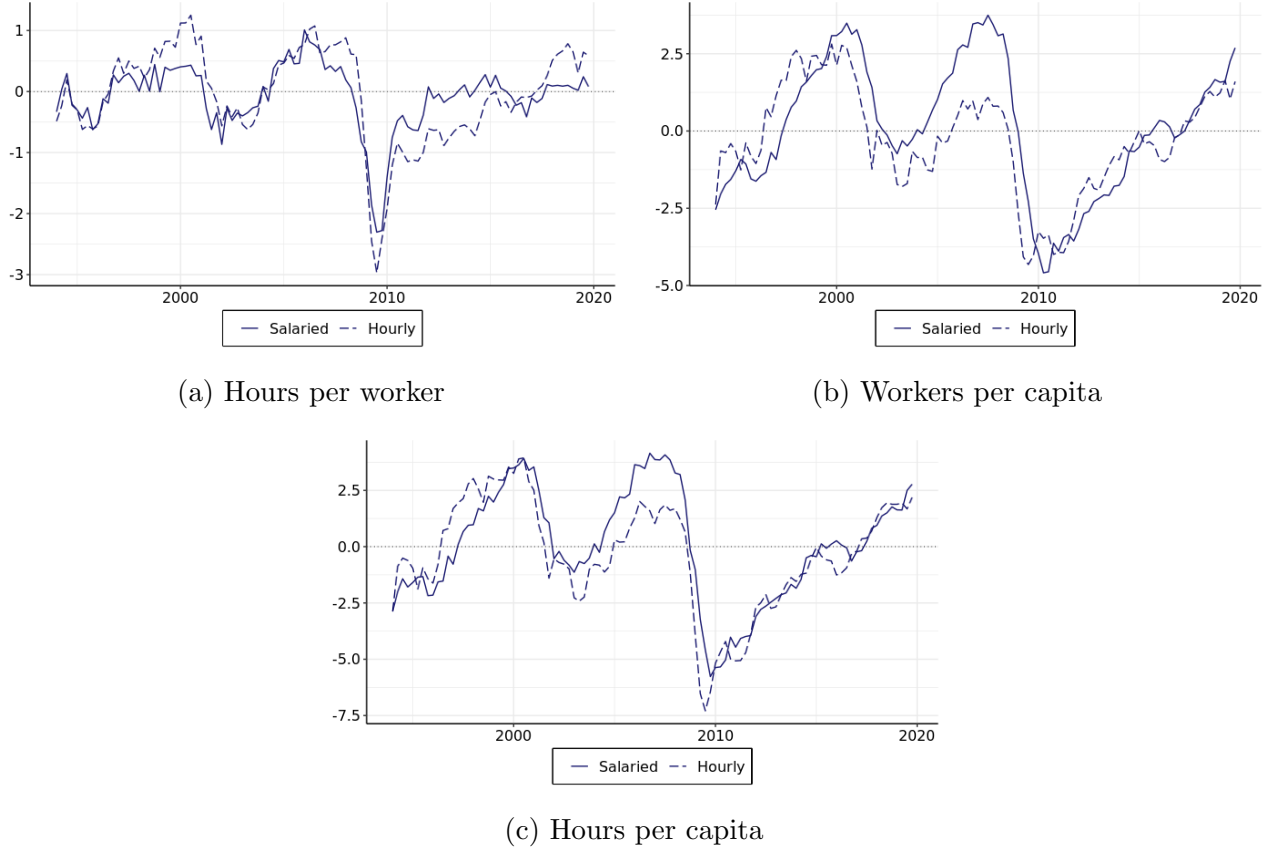 1
0
-1
-2
-3
2000
2010
2020
Salaried
Hourly
(a) Hours per worker
2.5
0.0
-2.5
-5.0
2000
2010
2020
Salaried
Hourly
(b) Workers per capita
2.5
0.0
-2.5
-5.0
-7.5
2000
2010
2020
Salaried
Hourly
(c) Hours per capita